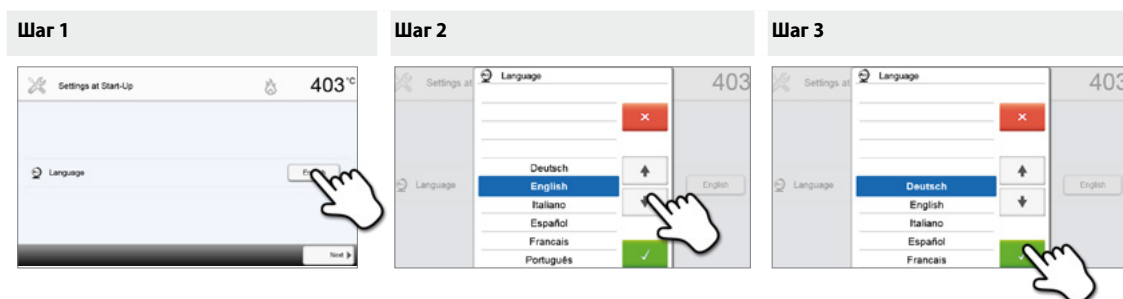 Шаг 1
Settings at Start-Up
403 °C
Language
Next
Шаг 2
Settings at
Language
403
Deutsch
Language
English
English
Italiano
Español
Francais
Português
Шаг 3
Settings at
Language
403
Language
Deutsch
English
English
Italiano
Español
Francais